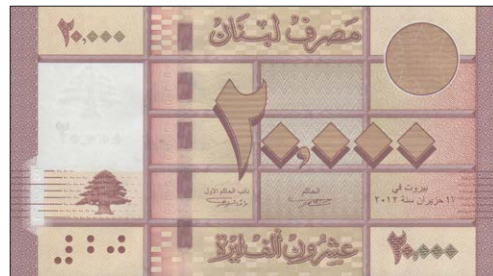 ٢٠,٠٠٠
مصرف لبنان
٢٠,٠٠٠
نائب الحاكم الأول
الحاكم
بيروت في
١٢ حزيران سنة ٢٠١٢
عشرون ألف ليرة
٢٠,٠٠٠